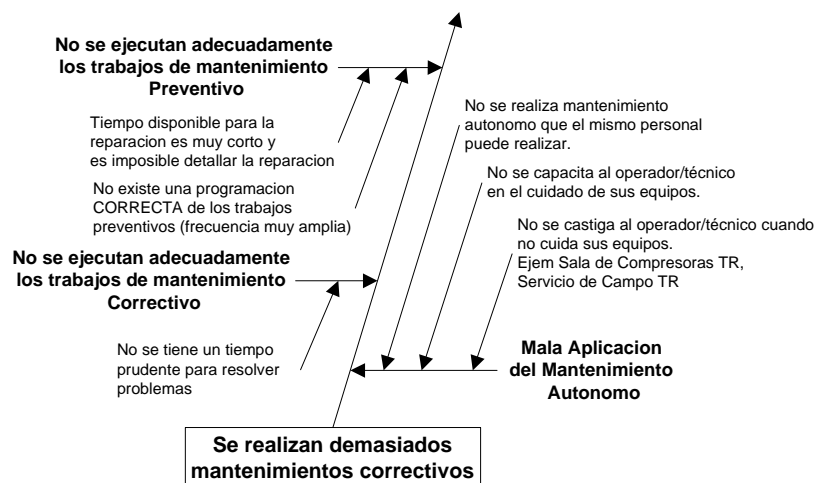 No se ejecutan adecuadamente
los trabajos de mantenimiento
Preventivo
Tiempo disponible para la
reparacion es muy corto y
es imposible detallar la reparacion
No existe una programacion
CORRECTA de los trabajos
preventivos (frecuencia muy amplia)
No se realiza mantenimiento
autonomo que el mismo personal
puede realizar.
No se capacita al operador/técnico
en el cuidado de sus equipos.
No se castiga al operador/técnico cuando
no cuida sus equipos.
Ejem Sala de Compresoras TR,
Servicio de Campo TR
No se ejecutan adecuadamente
los trabajos de mantenimiento
Correctivo
No se tiene un tiempo
prudente para resolver
problemas
Mala Aplicacion
del Mantenimiento
Autonomo
Se realizan demasiados
mantenimientos correctivos